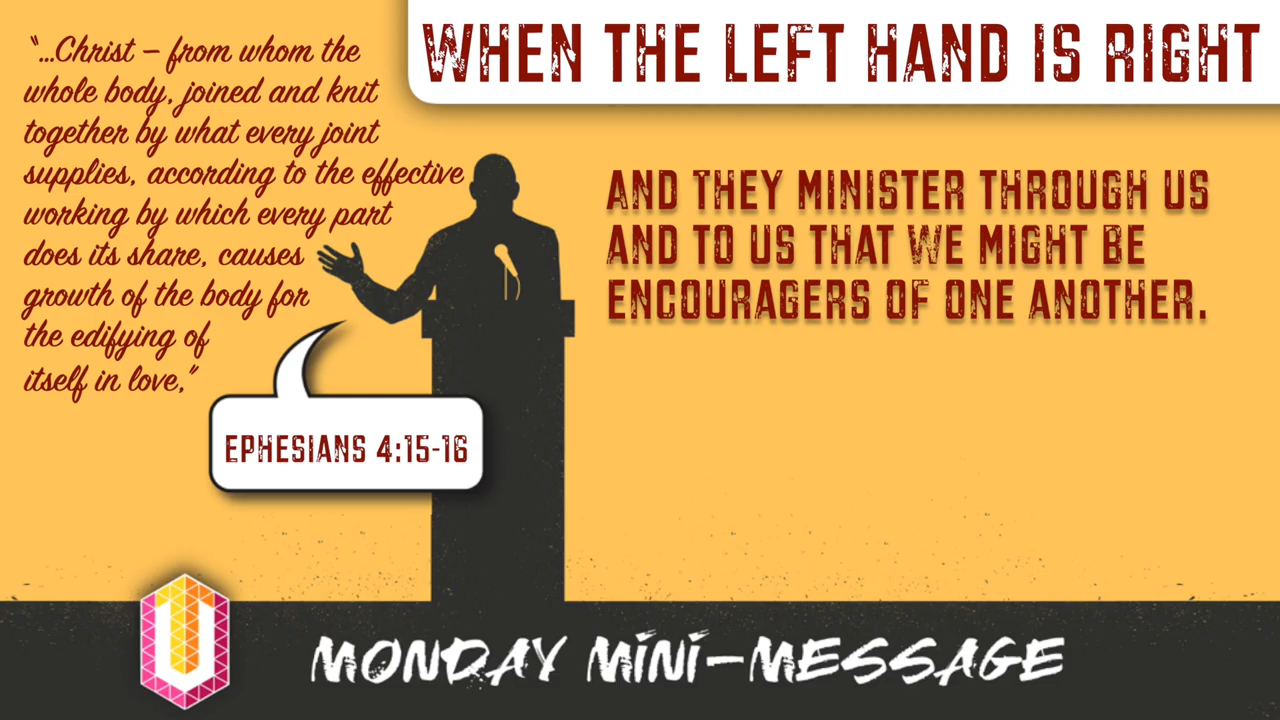 WHEN THE LEFT HAND IS RIGHT
“...Christ – from whom the
whole body, joined and knit
together by what every joint
supplies, according to the effective
working by which every part
does its share, causes
growth of the body for
the edifying of
itself in love,”
EPHESIANS 4:15-16
AND THEY MINISTER THROUGH US
AND TO US THAT WE MIGHT BE
ENCOURAGERS OF ONE ANOTHER.
U
MONDAY MINI-MESSAGE